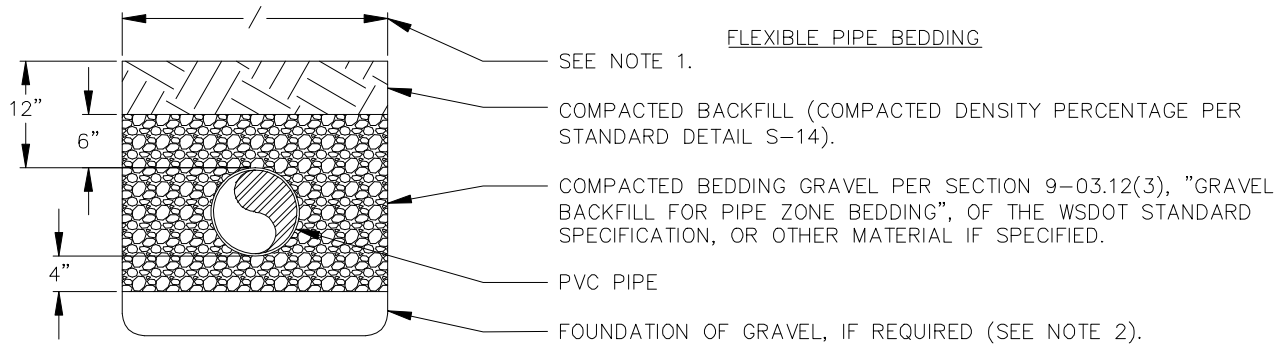 FLEXIBLE PIPE BEDDING
SEE NOTE 1.
12"
6"
4"
COMPACTED BACKFILL (COMPACTED DENSITY PERCENTAGE PER
STANDARD DETAIL S-14).
COMPACTED BEDDING GRAVEL PER SECTION 9-03.12(3), "GRAVEL
BACKFILL FOR PIPE ZONE BEDDING", OF THE WSDOT STANDARD
SPECIFICATION, OR OTHER MATERIAL IF SPECIFIED.
PVC PIPE
FOUNDATION OF GRAVEL, IF REQUIRED (SEE NOTE 2).